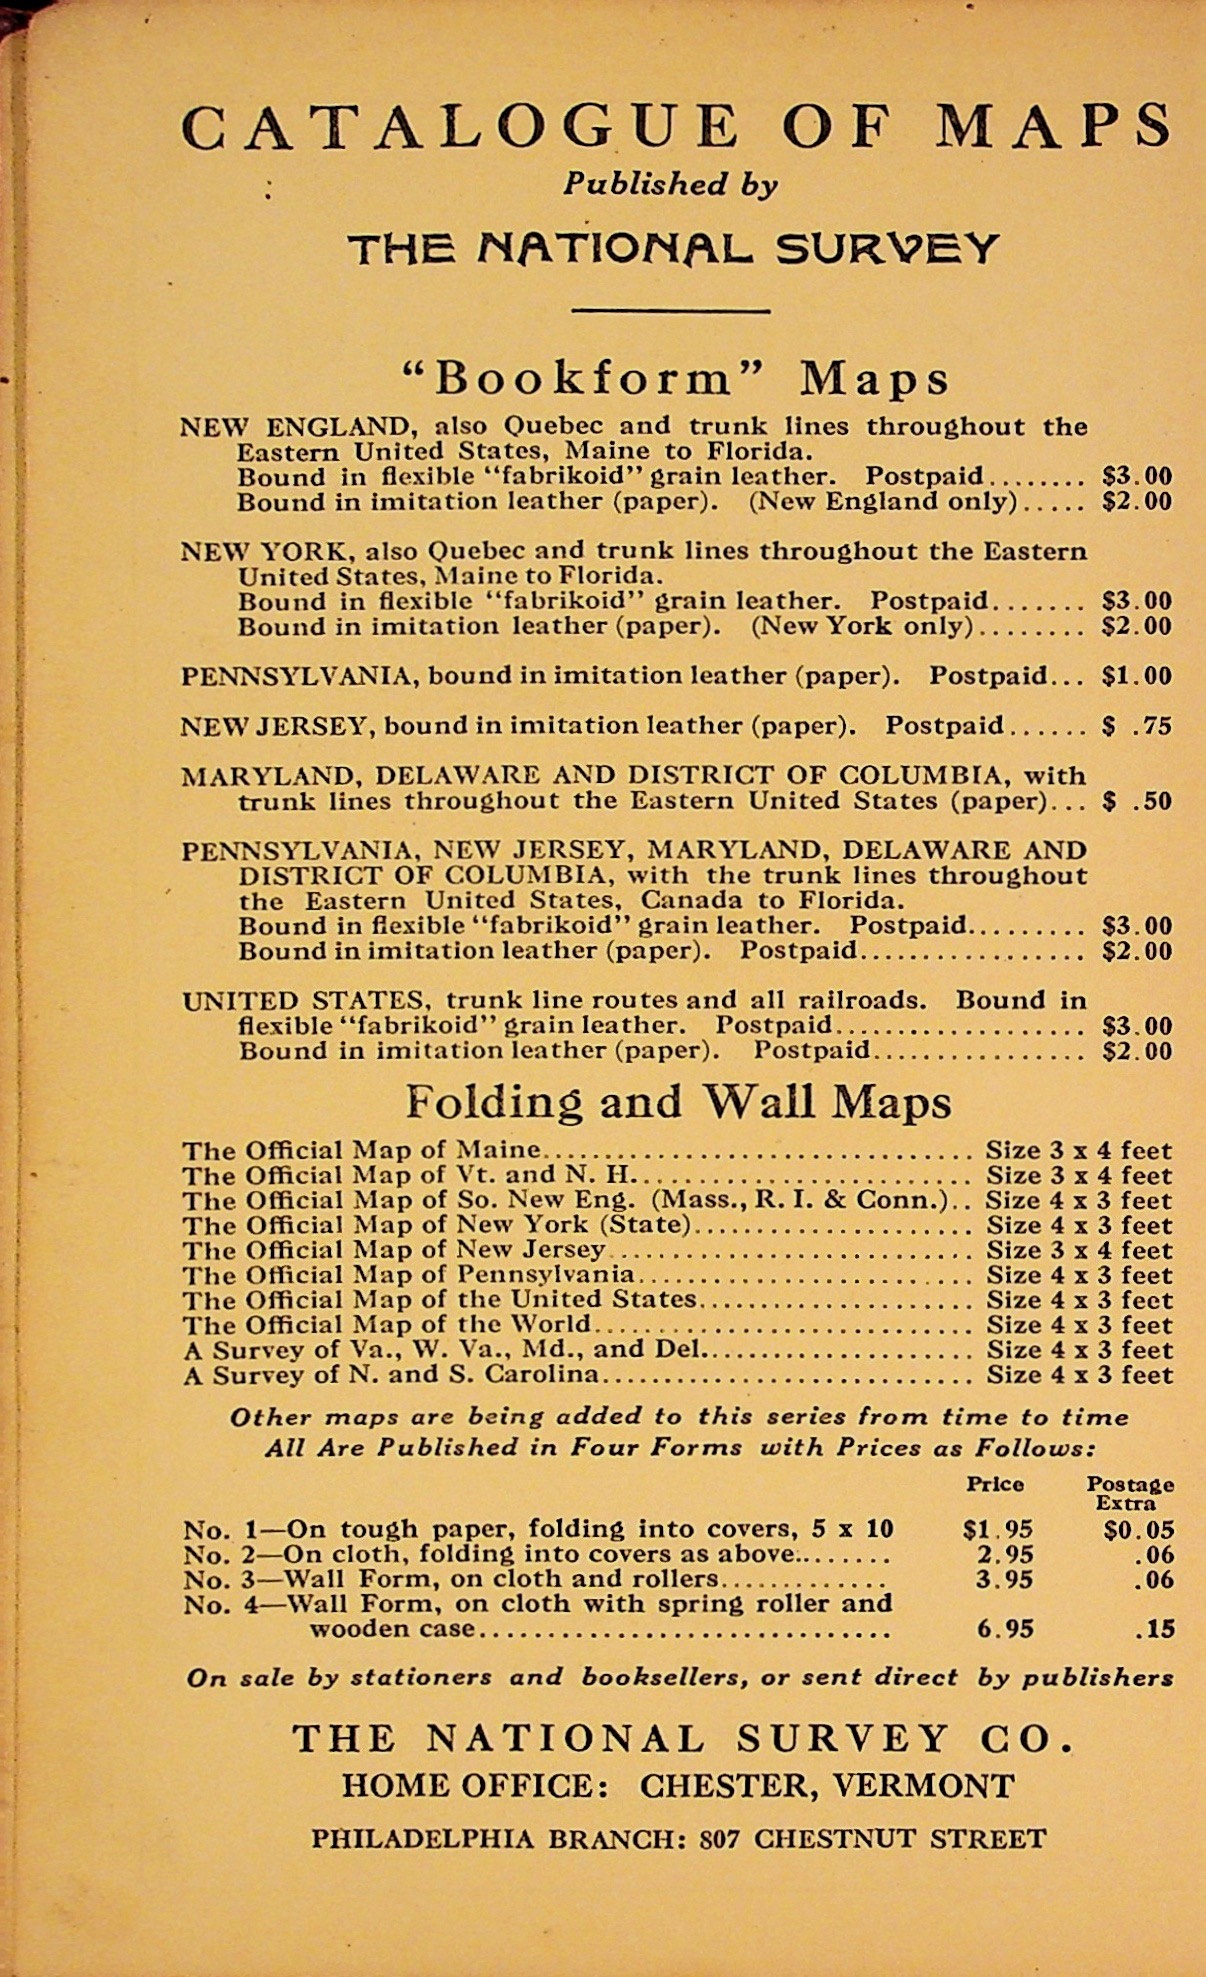 CATALOGUE OF MAPS
Published by
THE NATIONAL SURVEY
“Bookform” Maps
NEW ENGLAND, also Quebec and trunk lines throughout the
Eastern United States, Maine to Florida.
Bound in flexible “fabrikoid” grain leather. Postpaid........ $3.00
Bound in imitation leather (paper). (New England only)..... $2.00
NEW YORK, also Quebec and trunk lines throughout the Eastern
United States, Maine to Florida.
Bound in flexible “fabrikoid” grain leather. Postpaid....... $3.00
Bound in imitation leather (paper). (New York only)........ $2.00
PENNSYLVANIA, bound in imitation leather (paper). Postpaid... $1.00
NEW JERSEY, bound in imitation leather (paper). Postpaid...... $ .75
MARYLAND, DELAWARE AND DISTRICT OF COLUMBIA, with
trunk lines throughout the Eastern United States (paper)... $ .50
PENNSYLVANIA, NEW JERSEY, MARYLAND, DELAWARE AND
DISTRICT OF COLUMBIA, with the trunk lines throughout
the Eastern United States, Canada to Florida.
Bound in flexible “fabrikoid” grain leather. Postpaid......... $3.00
Bound in imitation leather (paper). Postpaid.................. $2.00
UNITED STATES, trunk line routes and all railroads. Bound in
flexible “fabrikoid” grain leather. Postpaid.................... $3.00
Bound in imitation leather (paper). Postpaid................. $2.00
Folding and Wall Maps
The Official Map of Maine................................... Size 3 x 4 feet
The Official Map of Vt. and N. H............................ Size 3 x 4 feet
The Official Map of So. New Eng. (Mass., R. I. & Conn.).. Size 4 x 3 feet
The Official Map of New York (State)....................... Size 4 x 3 feet
The Official Map of New Jersey.............................. Size 3 x 4 feet
The Official Map of Pennsylvania........................... Size 4 x 3 feet
The Official Map of the United States...................... Size 4 x 3 feet
The Official Map of the World............................... Size 4 x 3 feet
A Survey of Va., W. Va., Md., and Del...................... Size 4 x 3 feet
A Survey of N. and S. Carolina.............................. Size 4 x 3 feet
Other maps are being added to this series from time to time
All Are Published in Four Forms with Prices as Follows:
Price Postage
Extra
No. 1—On tough paper, folding into covers, 5 x 10 $1.95 $0.05
No. 2—On cloth, folding into covers as above........ 2.95 .06
No. 3—Wall Form, on cloth and rollers............. 3.95 .06
No. 4—Wall Form, on cloth with spring roller and
wooden case............................... 6.95 .15
On sale by stationers and booksellers, or sent direct by publishers
THE NATIONAL SURVEY CO.
HOME OFFICE: CHESTER, VERMONT
PHILADELPHIA BRANCH: 807 CHESTNUT STREET